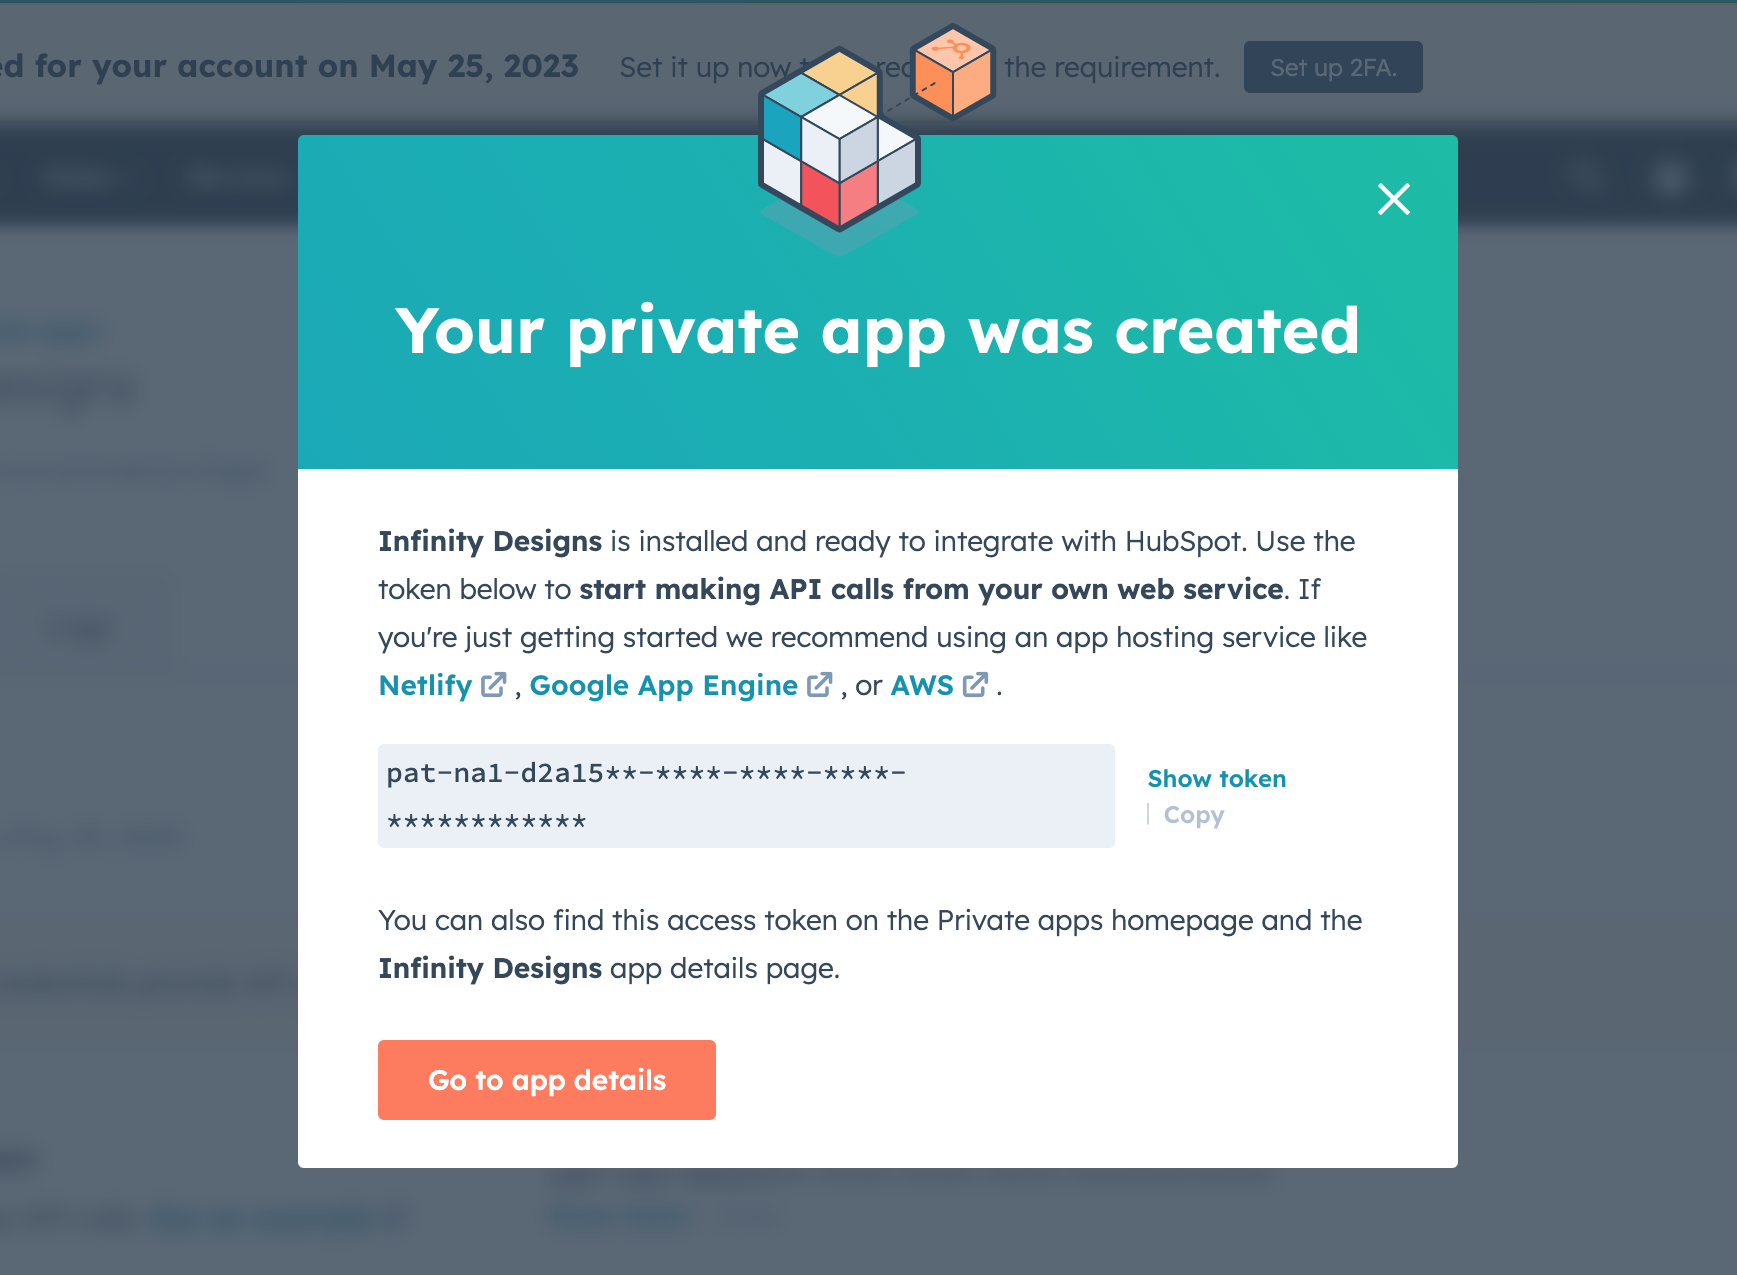 ed for your account on May 25, 2023 Set it up now the requirement. Set up 2FA.
Your private app was created
Infinity Designs is installed and ready to integrate with HubSpot. Use the
token below to start making API calls from your own web service. If
you're just getting started we recommend using an app hosting service like
Netlify , Google App Engine , or AWS .
pat-na1-d2a15**-****-****-****-
************
Show token
| Copy
You can also find this access token on the Private apps homepage and the
Infinity Designs app details page.
Go to app details